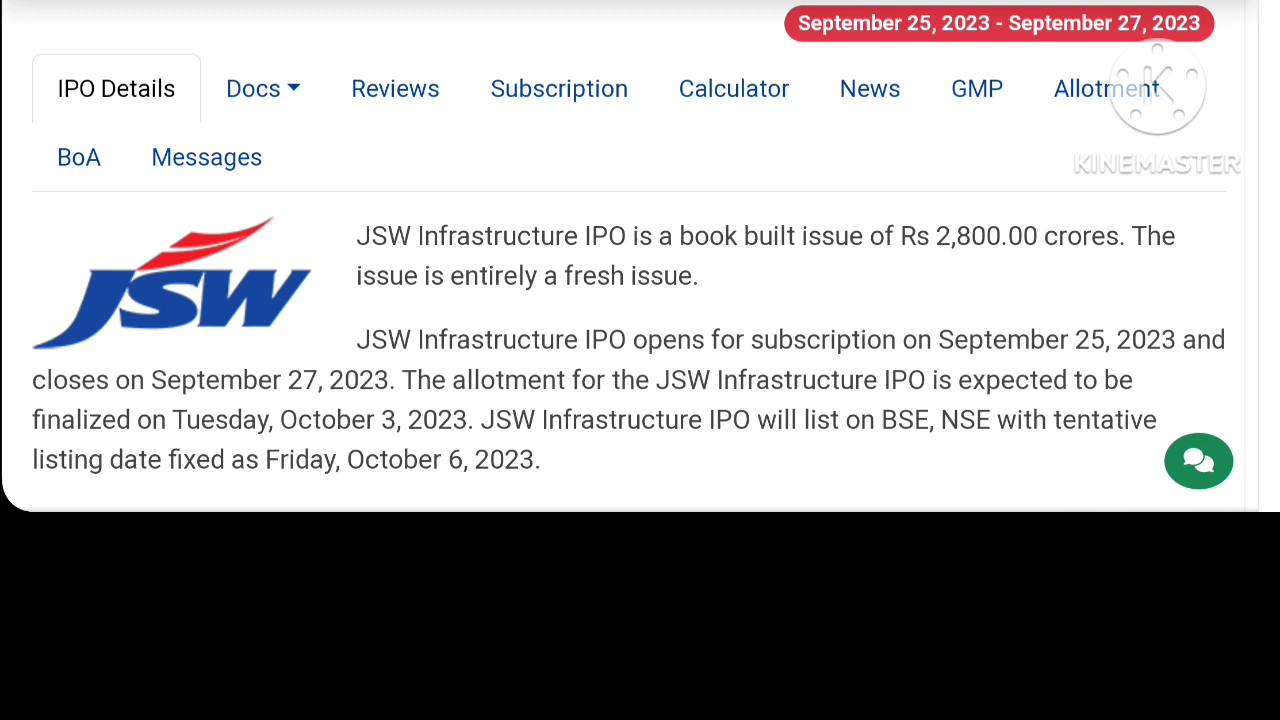 September 25, 2023 - September 27, 2023
IPO Details Docs Reviews Subscription Calculator News GMP Allotment
BoA Messages
KINEMASTER
JSW
JSW Infrastructure IPO is a book built issue of Rs 2,800.00 crores. The
issue is entirely a fresh issue.
JSW Infrastructure IPO opens for subscription on September 25, 2023 and
closes on September 27, 2023. The allotment for the JSW Infrastructure IPO is expected to be
finalized on Tuesday, October 3, 2023. JSW Infrastructure IPO will list on BSE, NSE with tentative
listing date fixed as Friday, October 6, 2023.